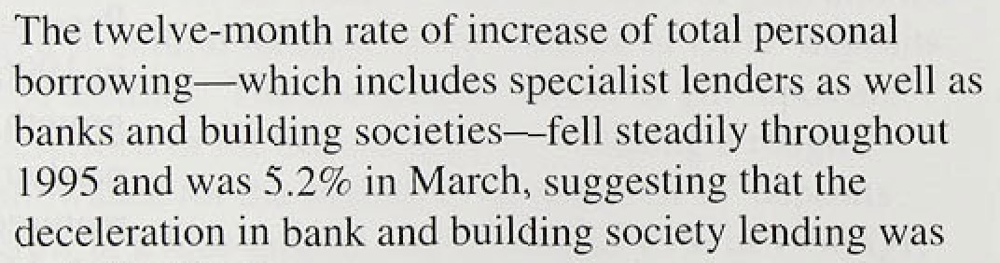 The twelve-month rate of increase of total personal
borrowing—which includes specialist lenders as well as
banks and building societies—fell steadily throughout
1995 and was 5.2% in March, suggesting that the
deceleration in bank and building society lending was